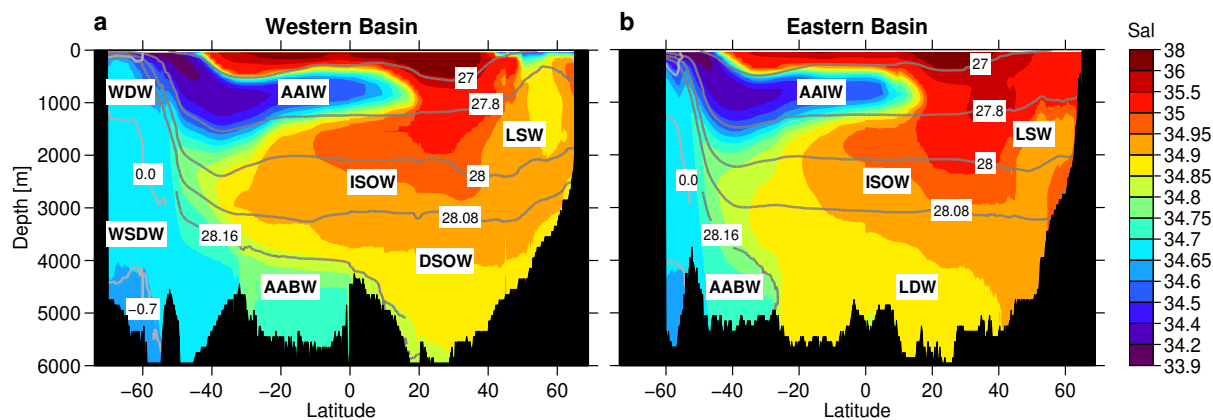 a Western Basin
b Eastern Basin
Sal
Depth [m]
0
1000
2000
3000
4000
5000
6000
WDW
AAIW
LSW
ISOW
WSDW
DSOW
AABW
27
27.8
28
28.08
28.16
0.0
−0.7
−60 −40 −20 0 20 40 60
Latitude
AAIW
LSW
ISOW
AABW
LDW
27
27.8
28
28.08
28.16
0.0
−60 −40 −20 0 20 40 60
Latitude
38
36
35.5
35
34.95
34.9
34.85
34.8
34.75
34.7
34.65
34.6
34.5
34.4
34.2
33.9